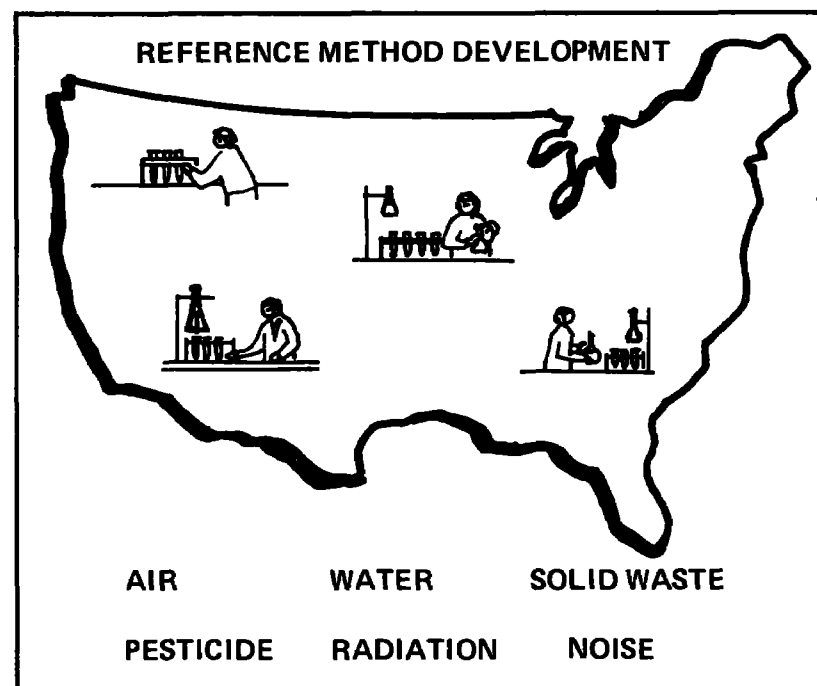 REFERENCE METHOD DEVELOPMENT
AIR WATER SOLID WASTE
PESTICIDE RADIATION NOISE